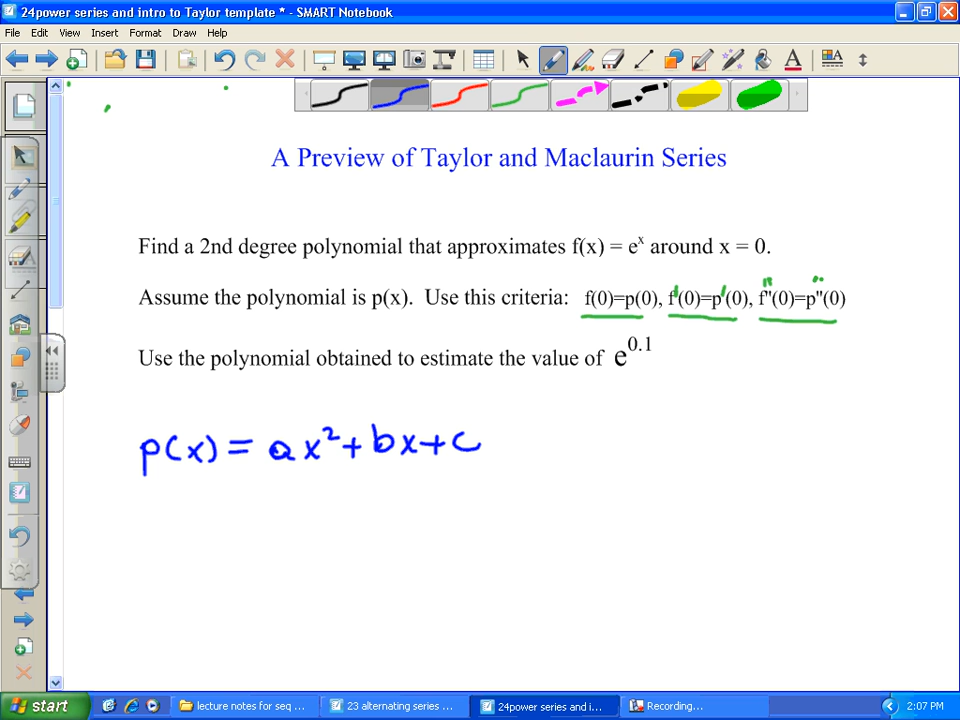 24power series and intro to Taylor template * - SMART Notebook
File Edit View Insert Format Draw Help
A Preview of Taylor and Maclaurin Series
Find a 2nd degree polynomial that approximates f(x) = eˣ around x = 0.
Assume the polynomial is p(x). Use this criteria: f(0)=p(0), f'(0)=p'(0), f"(0)=p"(0)
Use the polynomial obtained to estimate the value of e^0.1
p(x) = ax² + bx + c
start lecture notes for seq ... 23 alternating series ... 24power series and i... Recording... 2:07 PM